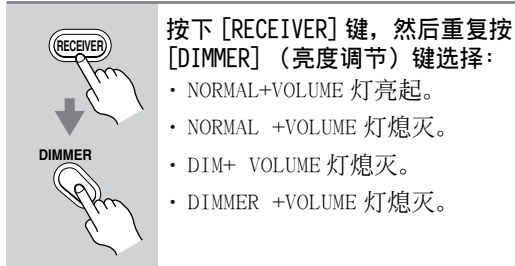 RECEIVER
DIMMER
按下 [RECEIVER] 键，然后重复按
[DIMMER] （亮度调节）键选择：
· NORMAL+VOLUME 灯亮起。
· NORMAL +VOLUME 灯熄灭。
· DIM+ VOLUME 灯熄灭。
· DIMMER +VOLUME 灯熄灭。